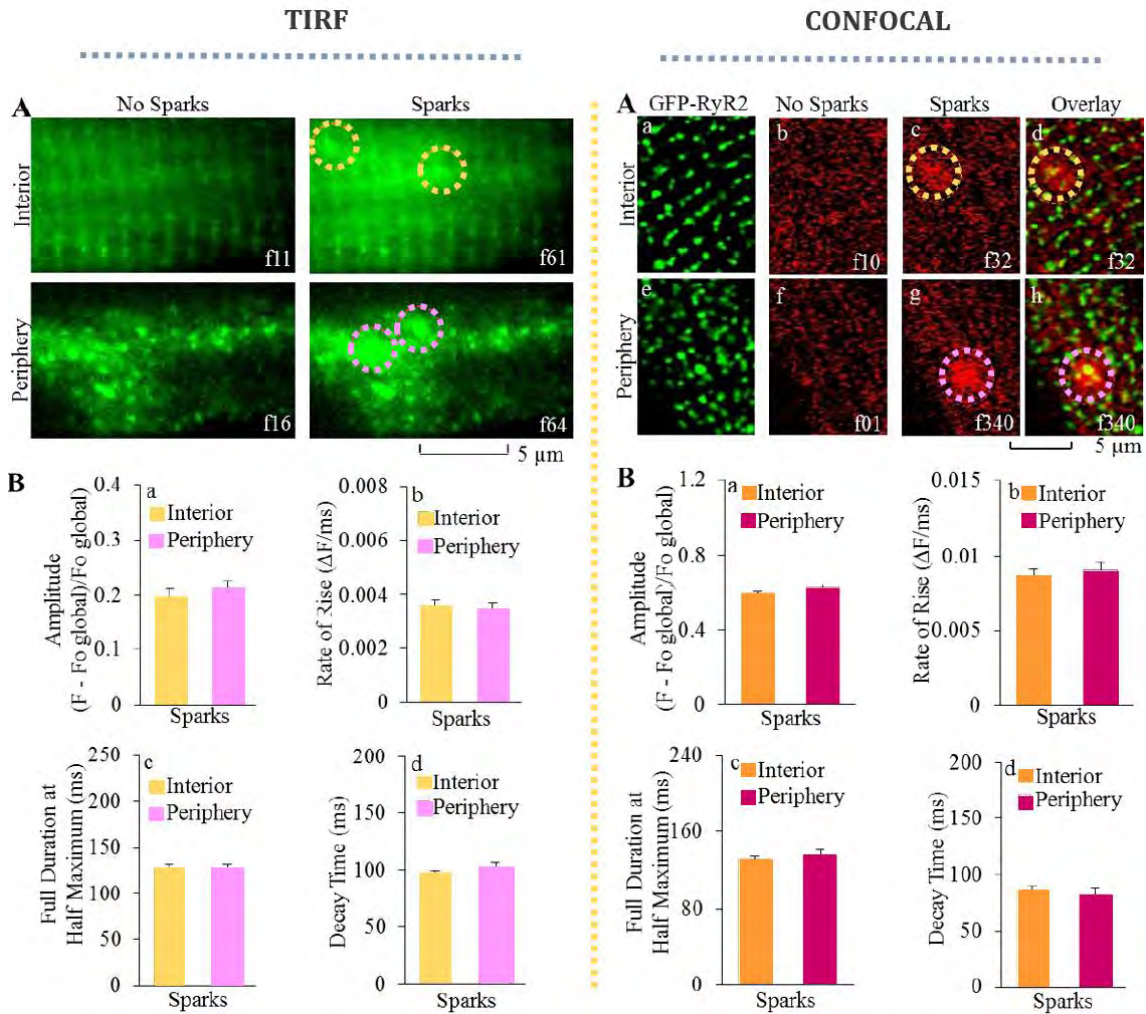 TIRF
A
No Sparks
Sparks
Interior
f11
f61
Periphery
f16
f64
5 µm
B
a
Amplitude
(F - Fo global)/Fo global
0.4
0.3
0.2
0.1
0
Interior
Periphery
Sparks
b
Rate of Rise (ΔF/ms)
0.008
0.006
0.004
0.002
0
Interior
Periphery
Sparks
c
Full Duration at
Half Maximum (ms)
250
200
150
100
50
0
Interior
Periphery
Sparks
d
Decay Time (ms)
200
150
100
50
0
Interior
Periphery
Sparks
CONFOCAL
A
GFP-RyR2
No Sparks
Sparks
Overlay
Interior
a
b
f10
c
f32
d
f32
Periphery
e
f
f01
g
f340
h
f340
5 µm
B
a
Amplitude
(F - Fo global)/Fo global
1.2
0.9
0.6
0.3
0
Interior
Periphery
Sparks
b
Rate of Rise (ΔF/ms)
0.015
0.01
0.005
0
Interior
Periphery
Sparks
c
Full Duration at
Half Maximum (ms)
240
160
80
0
Interior
Periphery
Sparks
d
Decay Time (ms)
200
150
100
50
0
Interior
Periphery
Sparks